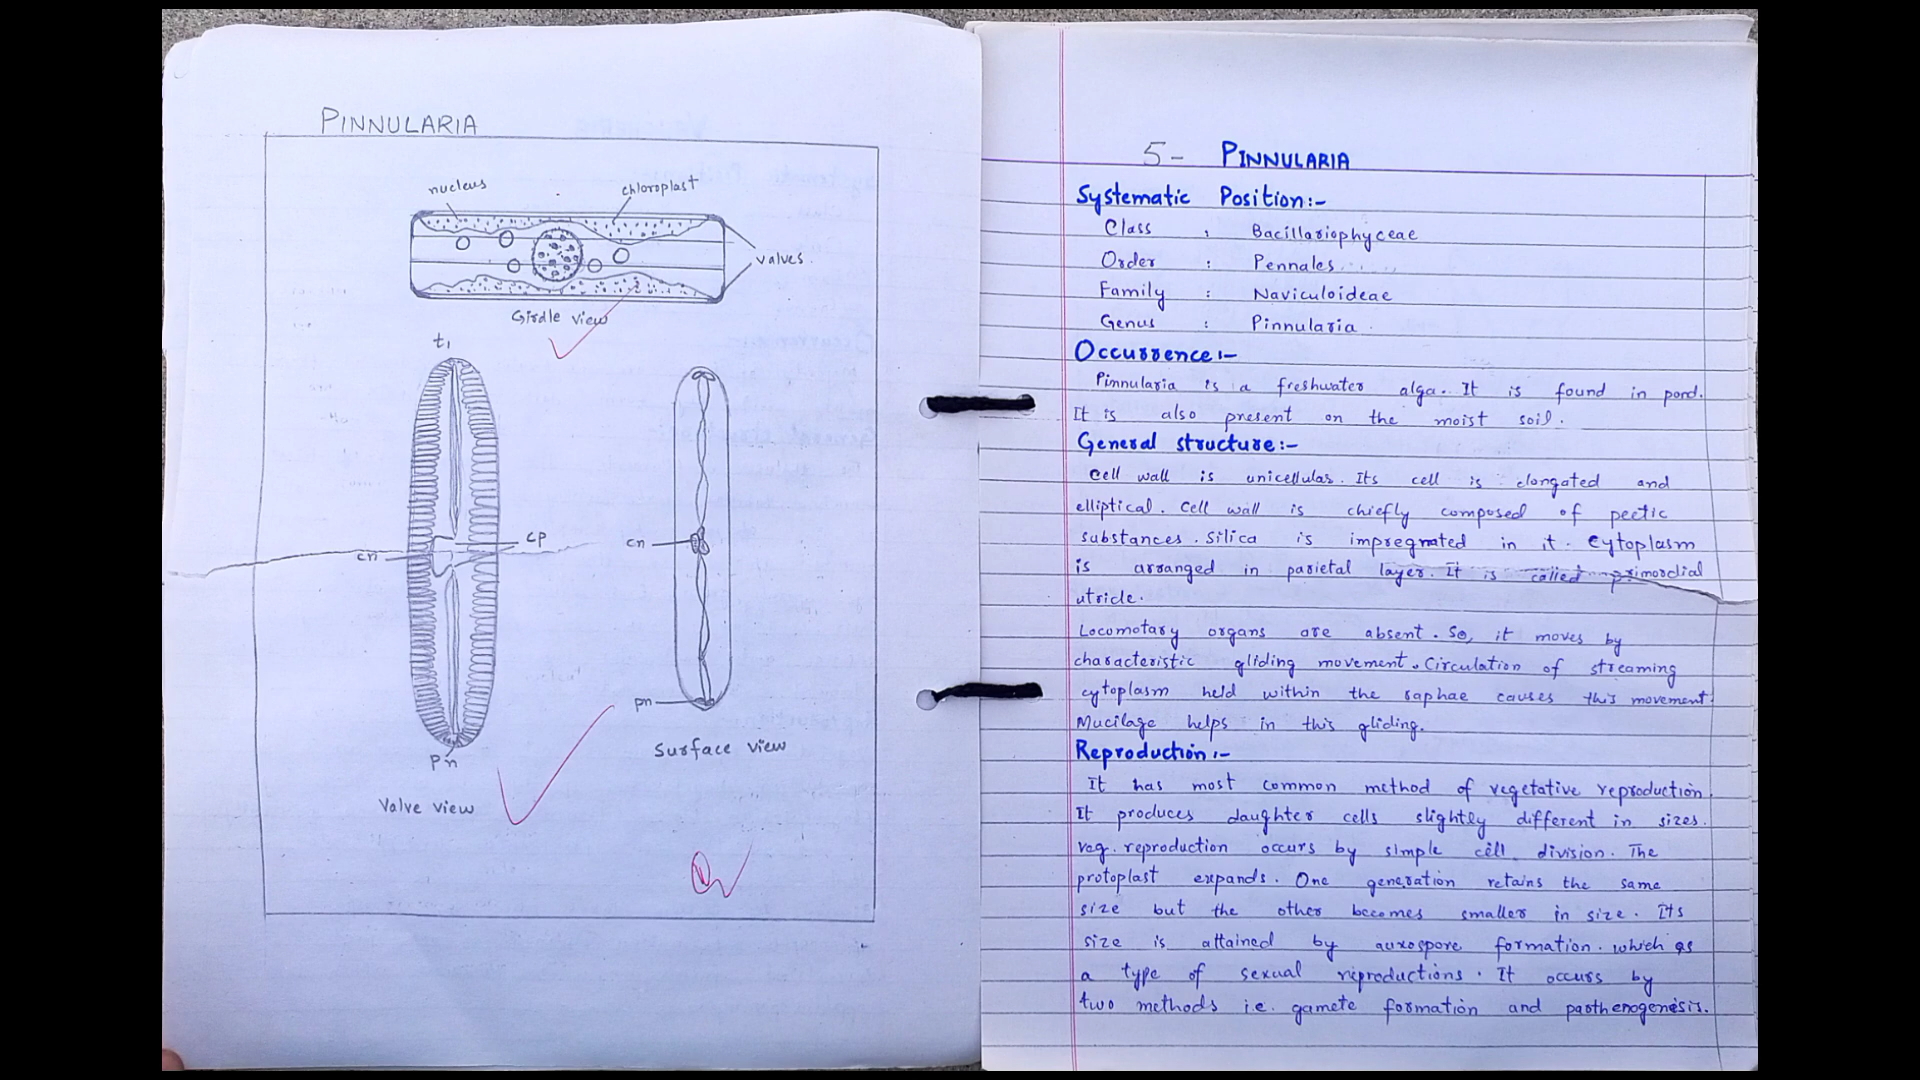 PINNULARIA
nucleus
chloroplast
valves
Girdle view
t1
cn
cp
Pn
Valve view
cn
pn
Surface view
5- PINNULARIA
Systematic Position:-
Class : Bacillariophyceae
Order : Pennales
Family : Naviculoideae
Genus : Pinnularia
Occurrence:-
Pinnularia is a freshwater alga. It is found in pond.
It is also present on the moist soil.
General structure:-
Cell wall is unicellular. Its cell is elongated and
elliptical. Cell wall is chiefly composed of pectic
substances. Silica is impregnated in it. Cytoplasm
is arranged in parietal layer. It is called primordial
utricle.
Locomotary organs are absent. So, it moves by
characteristic gliding movement. Circulation of streaming
cytoplasm held within the raphae causes this movement.
Mucilage helps in this gliding.
Reproduction:-
It has most common method of vegetative reproduction.
It produces daughter cells slightly different in sizes.
veg. reproduction occurs by simple cell division. The
protoplast expands. One generation retains the same
size but the other becomes smaller in size. Its
size is attained by auxospore formation. which is
a type of sexual reproductions. It occurs by
two methods i.e. gamete formation and parthenogenesis.